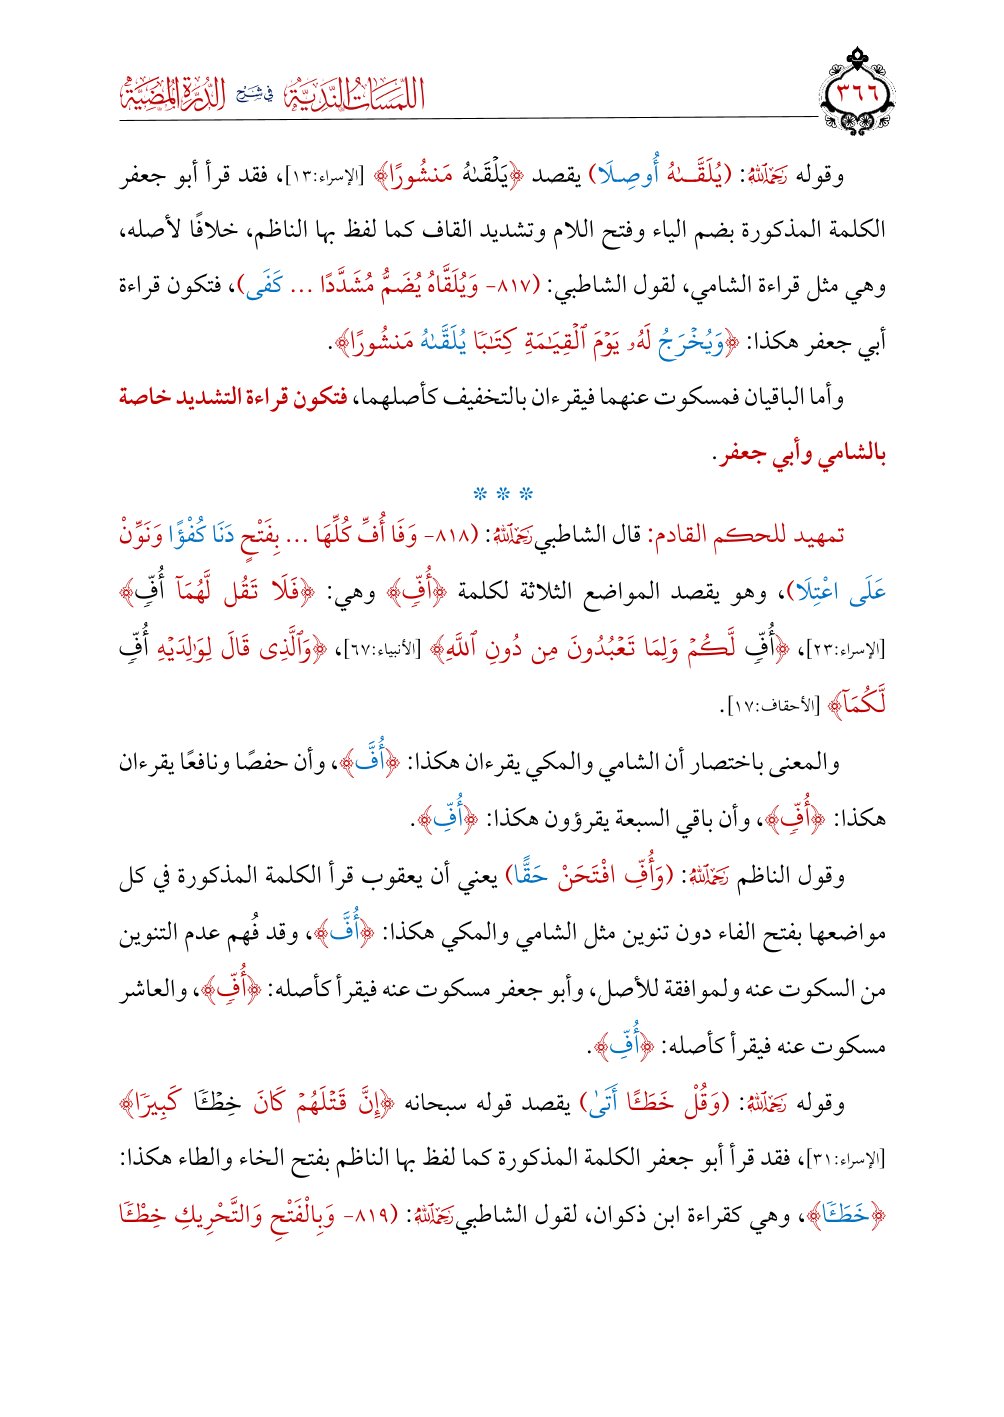 اللمسات الندية في شرح الدرة المضية
٣٦٦
وقوله رَحِمَهُ اللَّهُ: (يُلَقَّىٰهُ أُوصِلَا) يقصد ﴿يَلْقَىٰهُ مَنشُورًا﴾ [الإسراء:١٣]، فقد قرأ أبو جعفر
الكلمة المذكورة بضم الياء وفتح اللام وتشديد القاف كما لفظ بها الناظم، خلافًا لأصله،
وهي مثل قراءة الشامي، لقول الشاطبي: (٨١٧- وَيُلَقَّاهُ يُضَمُّ مُشَدَّدًا ... كَفَى)، فتكون قراءة
أبي جعفر هكذا: ﴿وَيُخْرَجُ لَهُۥ يَوْمَ ٱلْقِيَـٰمَةِ كِتَـٰبًا يُلَقَّىٰهُ مَنشُورًا﴾.
وأما الباقيان فمسكوت عنهما فيقرءان بالتخفيف كأصلهما، فتكون قراءة التشديد خاصة
بالشامي وأبي جعفر.
* * *
تمهيد للحكم القادم: قال الشاطبي رَحِمَهُ اللَّهُ: (٨١٨- وَفَا أُفِّ كُلِّهَا ... بِفَتْحٍ دَنَا كُفْؤًا وَنَوِّنْ
عَلَى اعْتِلَا)، وهو يقصد المواضع الثلاثة لكلمة ﴿أُفٍّ﴾ وهي: ﴿فَلَا تَقُل لَّهُمَآ أُفٍّ﴾
[الإسراء:٢٣]، ﴿أُفٍّ لَّكُمْ وَلِمَا تَعْبُدُونَ مِن دُونِ ٱللَّهِ﴾ [الأنبياء:٦٧]، ﴿وَٱلَّذِى قَالَ لِوَٰلِدَيْهِ أُفٍّ
لَّكُمَآ﴾ [الأحقاف:١٧].
والمعنى باختصار أن الشامي والمكي يقرءان هكذا: ﴿أُفَّ﴾، وأن حفصًا ونافعًا يقرءان
هكذا: ﴿أُفٍّ﴾، وأن باقي السبعة يقرؤون هكذا: ﴿أُفِّ﴾.
وقول الناظم رَحِمَهُ اللَّهُ: (وَأُفِّ افْتَحَنْ حَقًّا) يعني أن يعقوب قرأ الكلمة المذكورة في كل
مواضعها بفتح الفاء دون تنوين مثل الشامي والمكي هكذا: ﴿أُفَّ﴾، وقد فُهم عدم التنوين
من السكوت عنه ولموافقة للأصل، وأبو جعفر مسكوت عنه فيقرأ كأصله: ﴿أُفٍّ﴾، والعاشر
مسكوت عنه فيقرأ كأصله: ﴿أُفِّ﴾.
وقوله رَحِمَهُ اللَّهُ: (وَقُلْ خَطَـًٔا أَتَىٰ) يقصد قوله سبحانه ﴿إِنَّ قَتْلَهُمْ كَانَ خِطْـًٔا كَبِيرًا﴾
[الإسراء:٣١]، فقد قرأ أبو جعفر الكلمة المذكورة كما لفظ بها الناظم بفتح الخاء والطاء هكذا:
﴿خَطَـًٔا﴾، وهي كقراءة ابن ذكوان، لقول الشاطبي رَحِمَهُ اللَّهُ: (٨١٩- وَبِالْفَتْحِ وَالتَّحْرِيكِ خِطْـًٔا